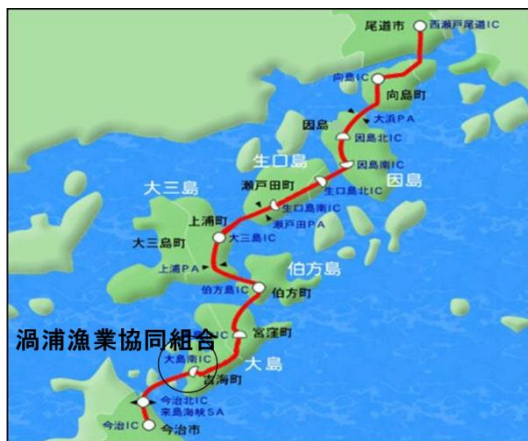 尾道市
西瀬戸尾道IC
向島IC
向島町
因島
大浜PA
因島北IC
生口島
因島南IC
瀬戸田町
生口島北IC
因島
大三島
生口島南IC
上浦町
瀬戸田PA
大三島町
大三島IC
上浦PA
伯方島
伯方島IC
伯方町
渦浦漁業協同組合
IC
宮窪町
大島南IC
大島
吉海町
今治北IC
来島海峡SA
今治IC
今治市